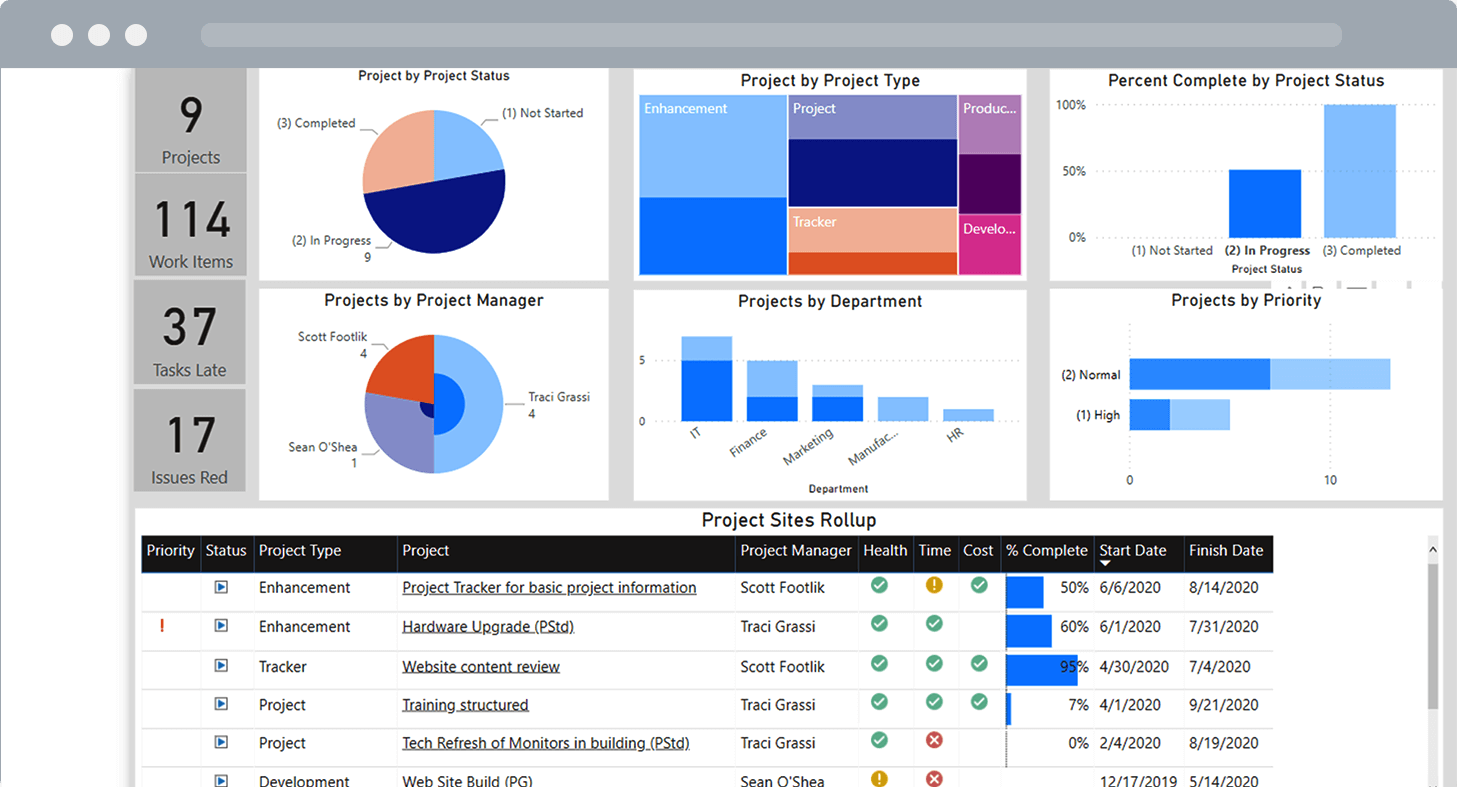 9
Projects
114
Work Items
37
Tasks Late
17
Issues Red
Project by Project Status
(1) Not Started
(3) Completed
(2) In Progress
9
Project by Project Type
Enhancement
Project
Produc...
Tracker
Develo...
Percent Complete by Project Status
100%
50%
0%
(1) Not Started (2) In Progress (3) Completed
Project Status
Projects by Project Manager
Scott Footlik
4
Traci Grassi
4
Sean O'Shea
1
Projects by Department
5
0
IT
Finance
Marketing
Manufac...
HR
Department
Projects by Priority
(2) Normal
(1) High
0 10
Project Sites Rollup
Priority Status Project Type Project Project Manager Health Time Cost % Complete Start Date Finish Date
Enhancement Project Tracker for basic project information Scott Footlik ! 50% 6/6/2020 8/14/2020
! Enhancement Hardware Upgrade (PStd) Traci Grassi 60% 6/1/2020 7/31/2020
Tracker Website content review Scott Footlik 95% 4/30/2020 7/4/2020
Project Training structured Traci Grassi 7% 4/1/2020 9/21/2020
Project Tech Refresh of Monitors in building (PStd) Traci Grassi 0% 2/4/2020 8/19/2020
Development Web Site Build (PG) Sean O'Shea ! 12/17/2019 5/14/2020